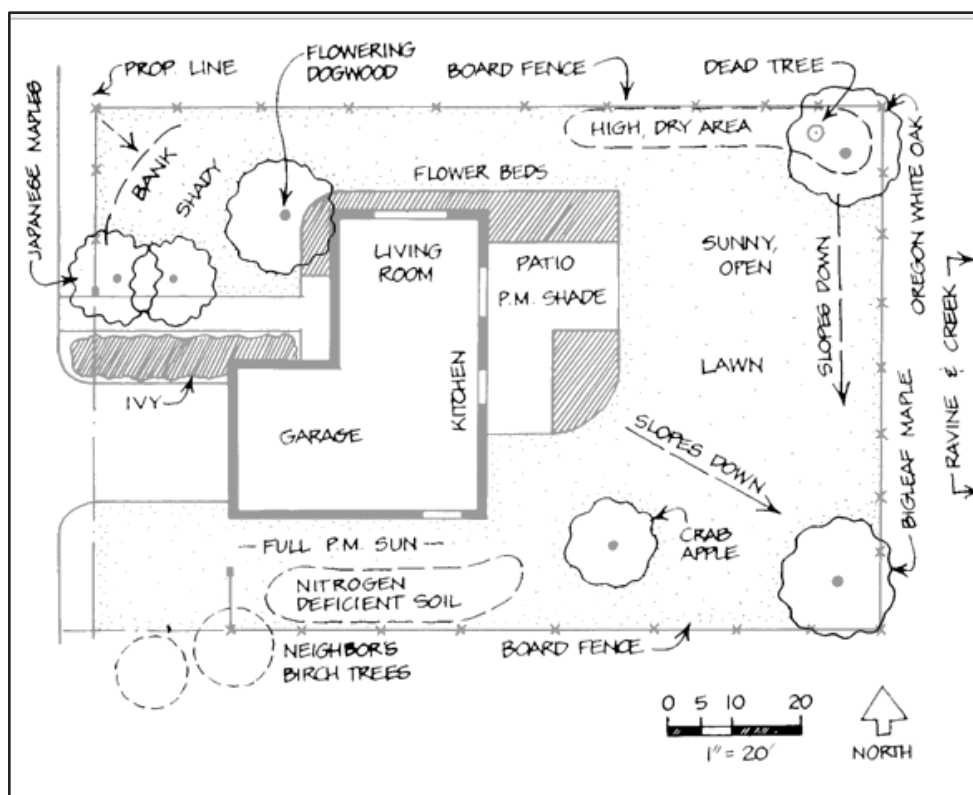 PROP. LINE
FLOWERING
DOGWOOD
BOARD FENCE
DEAD TREE
JAPANESE MAPLES
BANK
SHADY
HIGH, DRY AREA
OREGON WHITE OAK
FLOWER BEDS
LIVING
ROOM
PATIO
P.M. SHADE
SUNNY,
OPEN
SLOPES DOWN
RAVINE & CREEK
LAWN
KITCHEN
IVY
GARAGE
SLOPES DOWN
BIGLEAF MAPLE
CRAB
APPLE
FULL P.M. SUN
NITROGEN
DEFICIENT SOIL
NEIGHBOR'S
BIRCH TREES
BOARD FENCE
0 5 10 20
1" = 20'
NORTH